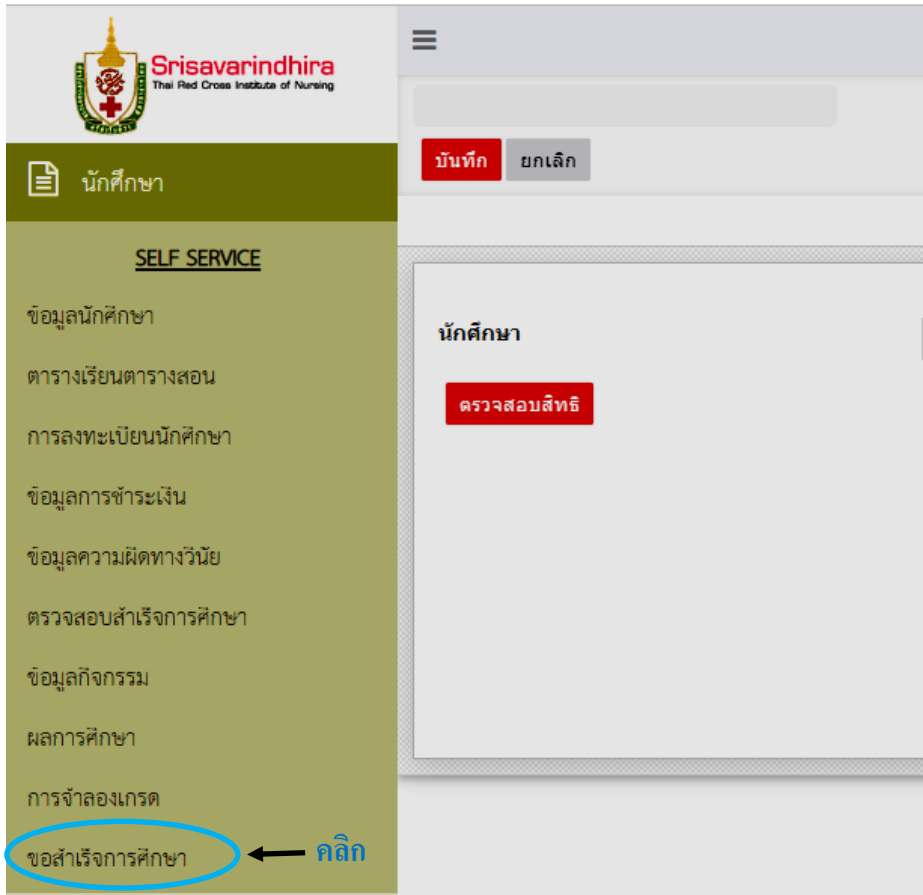 Srisavarindhira
Thai Red Cross Institute of Nursing
นักศึกษา
SELF SERVICE
ข้อมูลนักศึกษา
ตารางเรียนตารางสอน
การลงทะเบียนนักศึกษา
ข้อมูลการชำระเงิน
ข้อมูลความผิดทางวินัย
ตรวจสอบสำเร็จการศึกษา
ข้อมูลกิจกรรม
ผลการศึกษา
การจำลองเกรด
ขอสำเร็จการศึกษา
คลิก
บันทึก ยกเลิก
นักศึกษา
ตรวจสอบสิทธิ